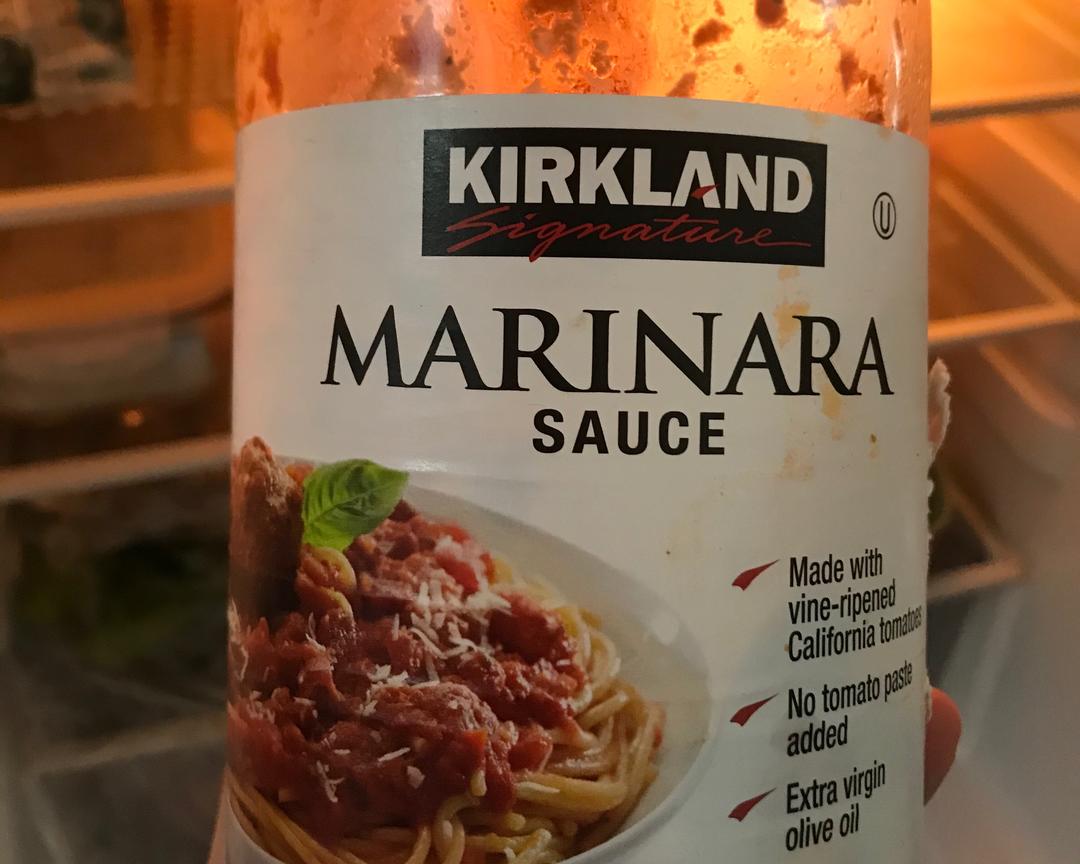 KIRKLAND
Signature
U
MARINARA
SAUCE
Made with
vine-ripened
California tomatoes
No tomato paste
added
Extra virgin
olive oil